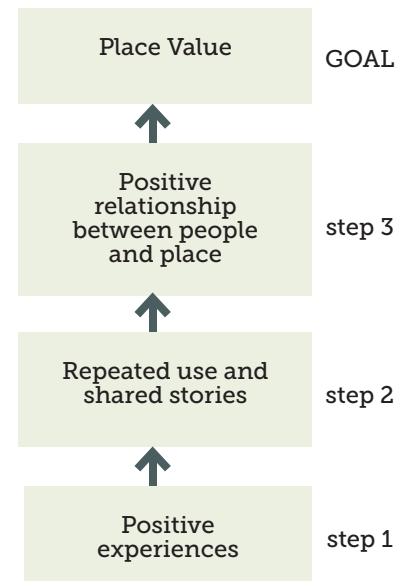 Place Value
GOAL
Positive
relationship
between people
and place
step 3
Repeated use and
shared stories
step 2
Positive
experiences
step 1